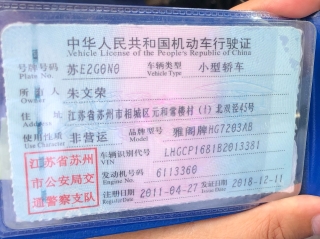 中华人民共和国机动车行驶证
Vehicle License of the People's Republic of China
号牌号码 苏E2G0N0 车辆类型 小型轿车
Plate No. Vehicle Type
所有人 朱文荣
Owner
住址 江苏省苏州市相城区元和常楼村(1)北双泾45号
Address
使用性质 非营运 品牌型号 雅阁牌HG7203AB
Use Character Model
江苏省苏州
市公安局交
道警察支队
车辆识别代号 LHGCP1681B2013381
VIN
发动机号码 6113360
Engine No.
注册日期 2011-04-27 发证日期 2018-12-11
Register Date Issue Date